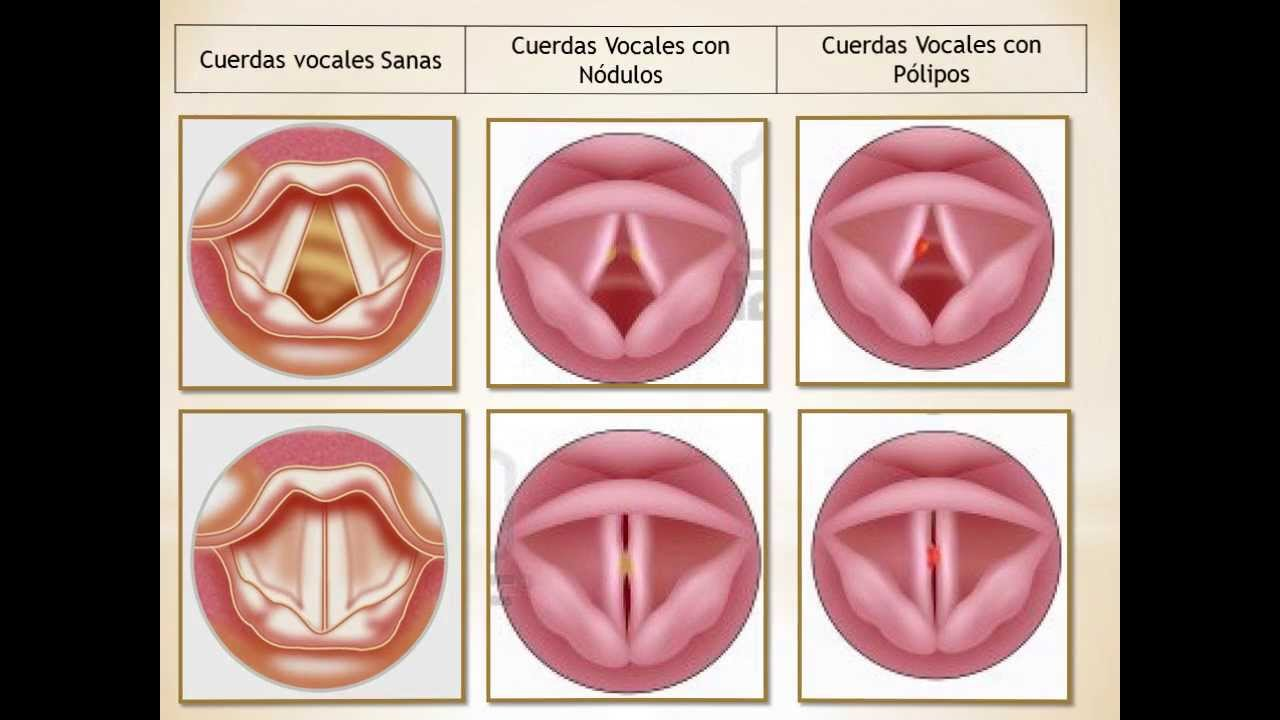 Cuerdas vocales Sanas
Cuerdas Vocales con
Nódulos
Cuerdas Vocales con
Pólipos